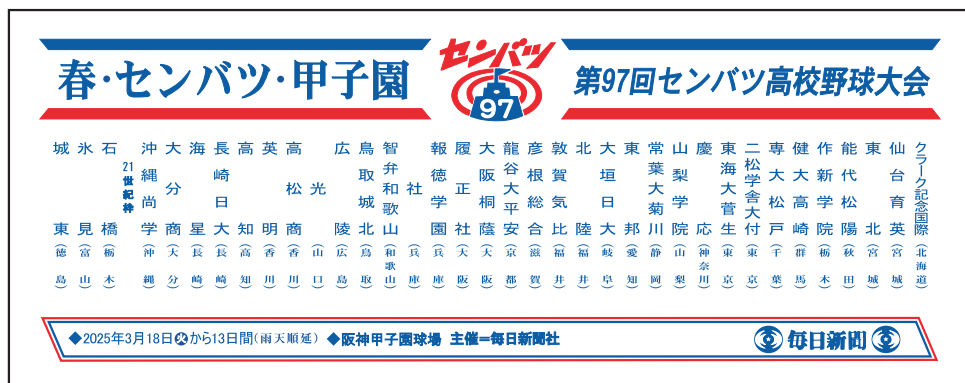 春・センバツ・甲子園
センバツ
97
第97回センバツ高校野球大会
クラーク記念国際(北海道)
仙台育英(宮城)
東北(宮城)
能代松陽(秋田)
作新学院(栃木)
健大高崎(群馬)
専大松戸(千葉)
二松学舎大付(東京)
東海大菅生(東京)
慶応(神奈川)
山梨学院(山梨)
常葉大菊川(静岡)
東邦(愛知)
大垣日大(岐阜)
北陸(福井)
敦賀気比(福井)
彦根総合(滋賀)
龍谷大平安(京都)
大阪桐蔭(大阪)
履正社(大阪)
報徳学園(兵庫)
社(兵庫)
智弁和歌山(和歌山)
鳥取城北(鳥取)
広陵(広島)
光(山口)
高松商(香川)
英明(香川)
高知(高知)
長崎日大(長崎)
海星(長崎)
大分商(大分)
沖縄尚学(沖縄)
21世紀枠
石橋(栃木)
氷見(富山)
城東(徳島)
◆2025年3月18日㊋から13日間(雨天順延) ◆阪神甲子園球場 主催=毎日新聞社
毎日新聞